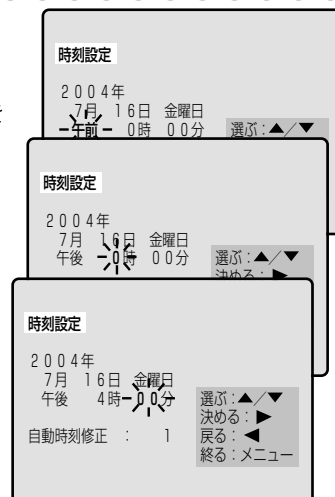 を
時刻設定
２００４年
７月 １６日 金曜日
午前 ０時 ００分 選ぶ：▲／▼
時刻設定
２００４年
７月 １６日 金曜日
午後 ０時 ００分 選ぶ：▲／▼
決める：▶
時刻設定
２００４年
７月 １６日 金曜日
午後 ４時 ００分 選ぶ：▲／▼
決める：▶
自動時刻修正 ： １ 戻る：◀
終る：メニュー